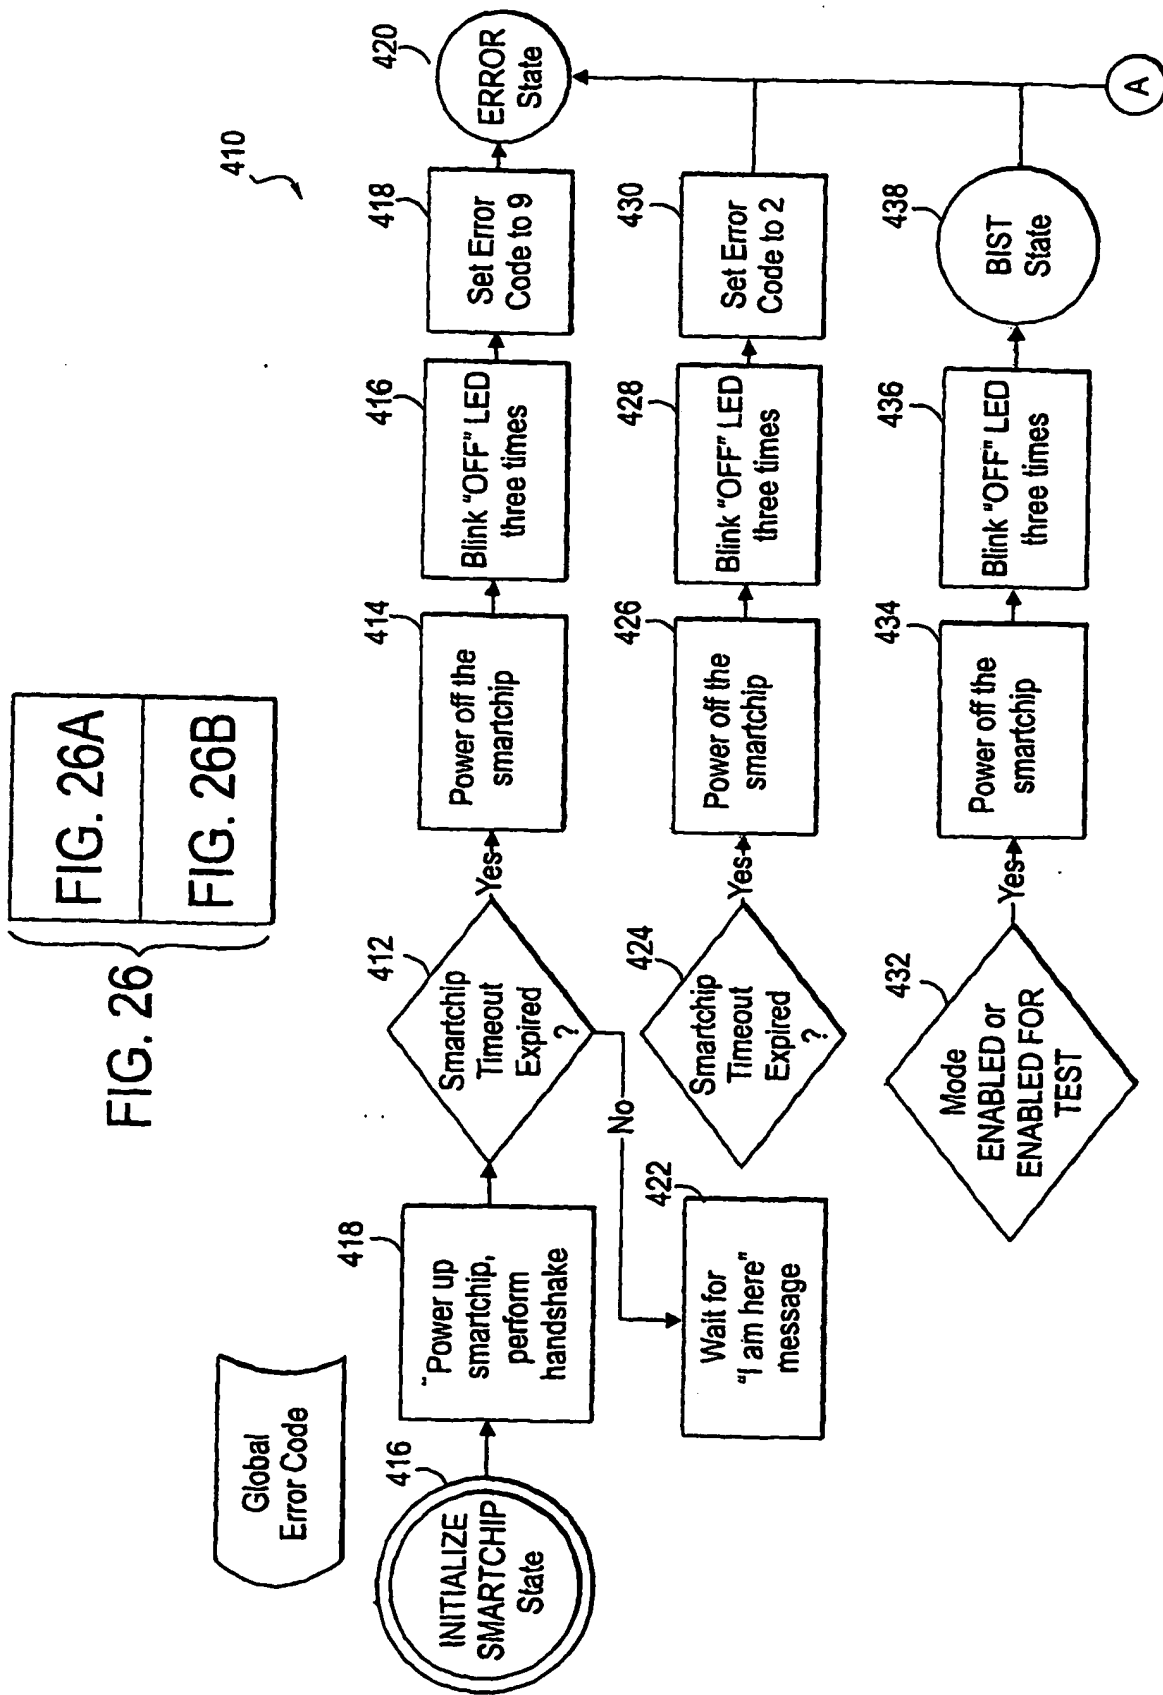 FIG. 26
FIG. 26A
FIG. 26B
410
Global
Error Code
416
INITIALIZE
SMARTCHIP
State
418
"Power up
smartchip,
perform
handshake
412
Smartchip
Timeout
Expired
?
Yes
No
414
Power off the
smartchip
416
Blink "OFF" LED
three times
418
Set Error
Code to 9
420
ERROR
State
422
Wait for
"I am here"
message
424
Smartchip
Timeout
Expired
?
Yes
426
Power off the
smartchip
428
Blink "OFF" LED
three times
430
Set Error
Code to 2
432
Mode
ENABLED or
ENABLED FOR
TEST
Yes
434
Power off the
smartchip
436
Blink "OFF" LED
three times
438
BIST
State
A